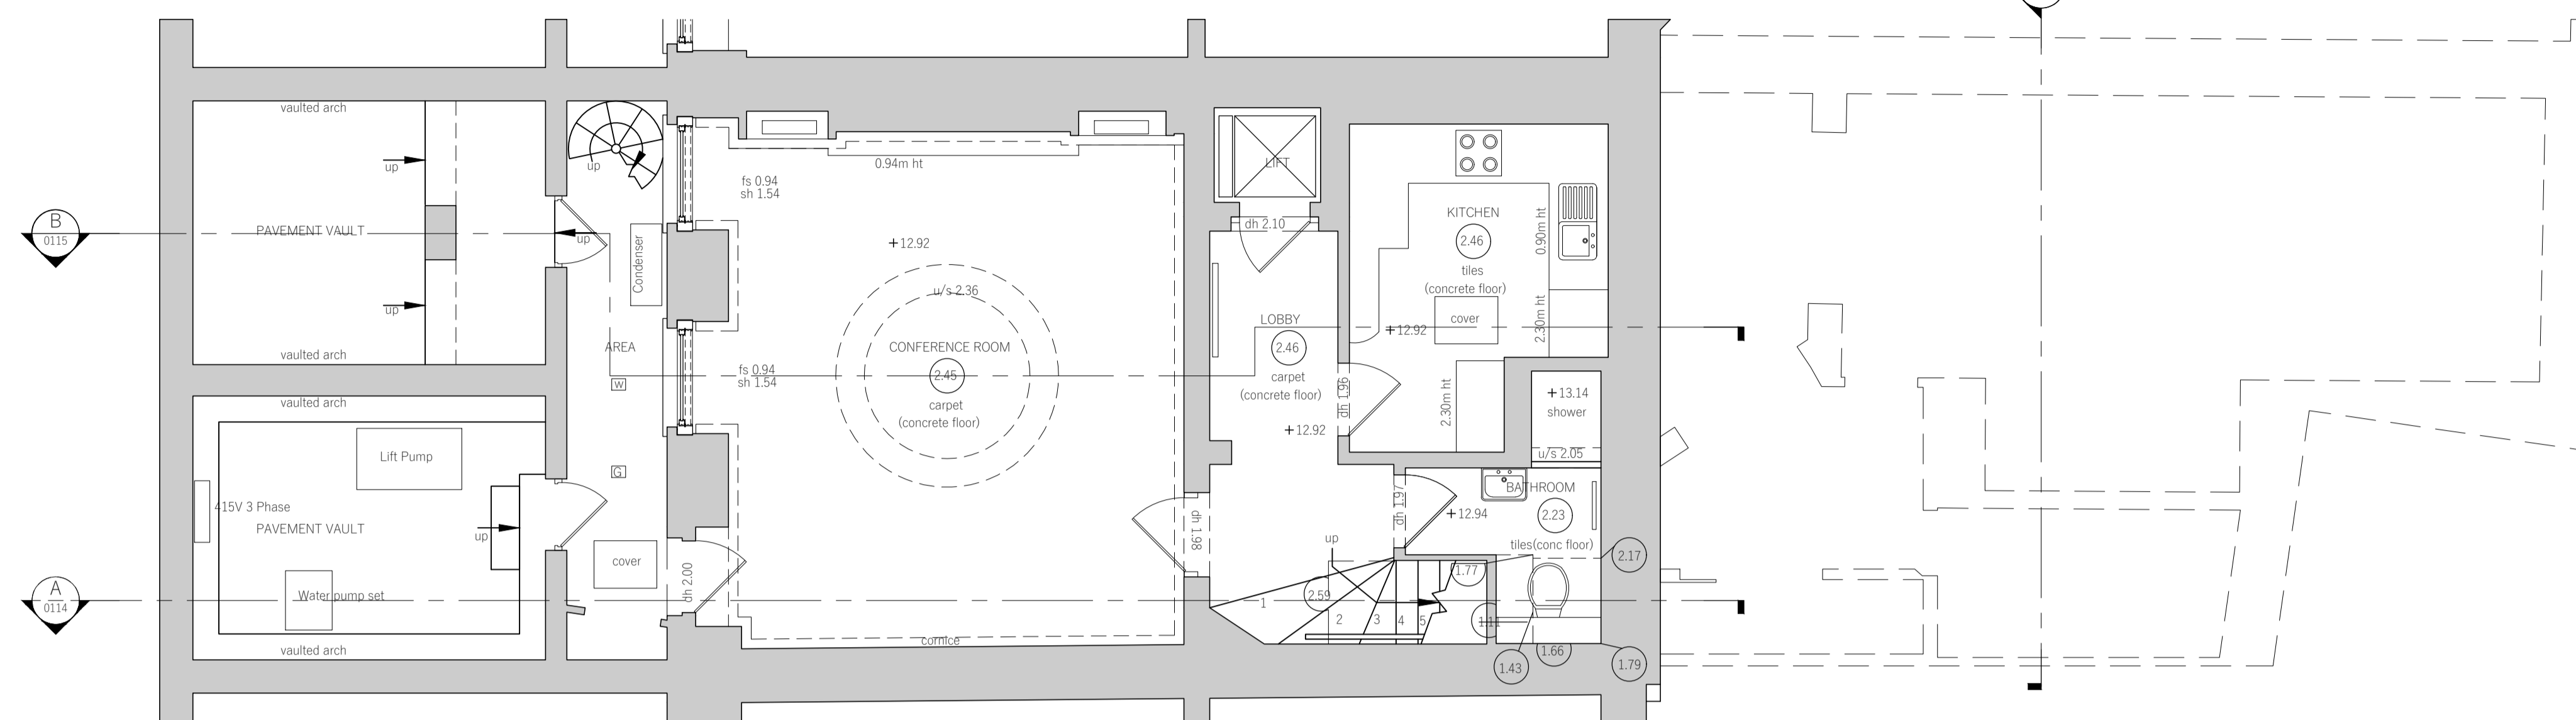 vaulted arch
up
PAVEMENT VAULT
up
vaulted arch
B
0115
up
up
Condenser
AREA
W
G
vaulted arch
Lift Pump
415V 3 Phase
PAVEMENT VAULT
up
Water pump set
vaulted arch
A
0114
cover
dh 2.00
0.94m ht
fs 0.94
sh 1.54
+12.92
u/s 2.36
CONFERENCE ROOM
2.45
carpet
(concrete floor)
fs 0.94
sh 1.54
cornice
dh 1.98
LIFT
dh 2.10
LOBBY
2.46
carpet
(concrete floor)
+12.92
dh 1.96
KITCHEN
2.46
tiles
(concrete floor)
cover
+12.92
0.90m ht
2.30m ht
2.30m ht
+13.14
shower
u/s 2.05
BATHROOM
2.23
+12.94
tiles(conc floor)
dh 1.97
up
1
2
3
4
5
2.59
1.77
1.11
2.17
1.43
1.66
1.79